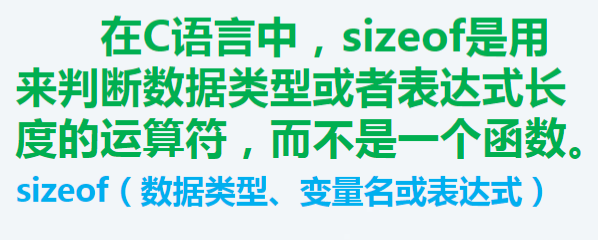 在C语言中，sizeof是用
来判断数据类型或者表达式长
度的运算符，而不是一个函数。
sizeof（数据类型、变量名或表达式）